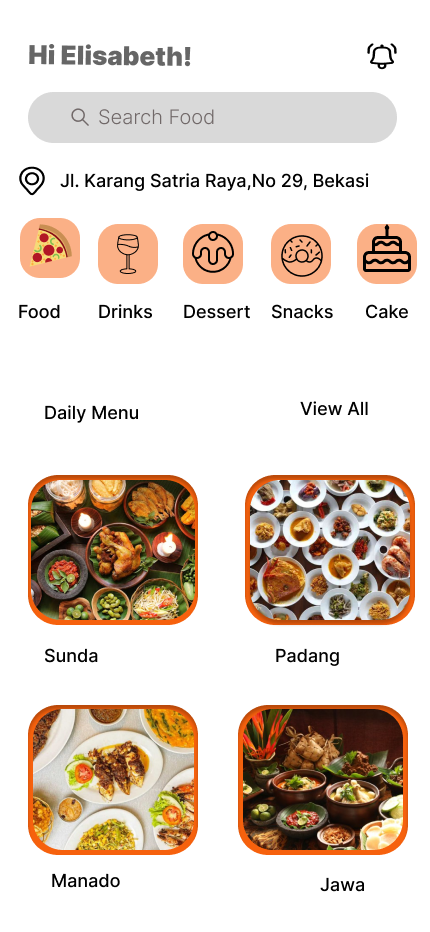 Hi Elisabeth!
Search Food
Jl. Karang Satria Raya,No 29, Bekasi
Food Drinks Dessert Snacks Cake
Daily Menu View All
Sunda Padang
Manado Jawa